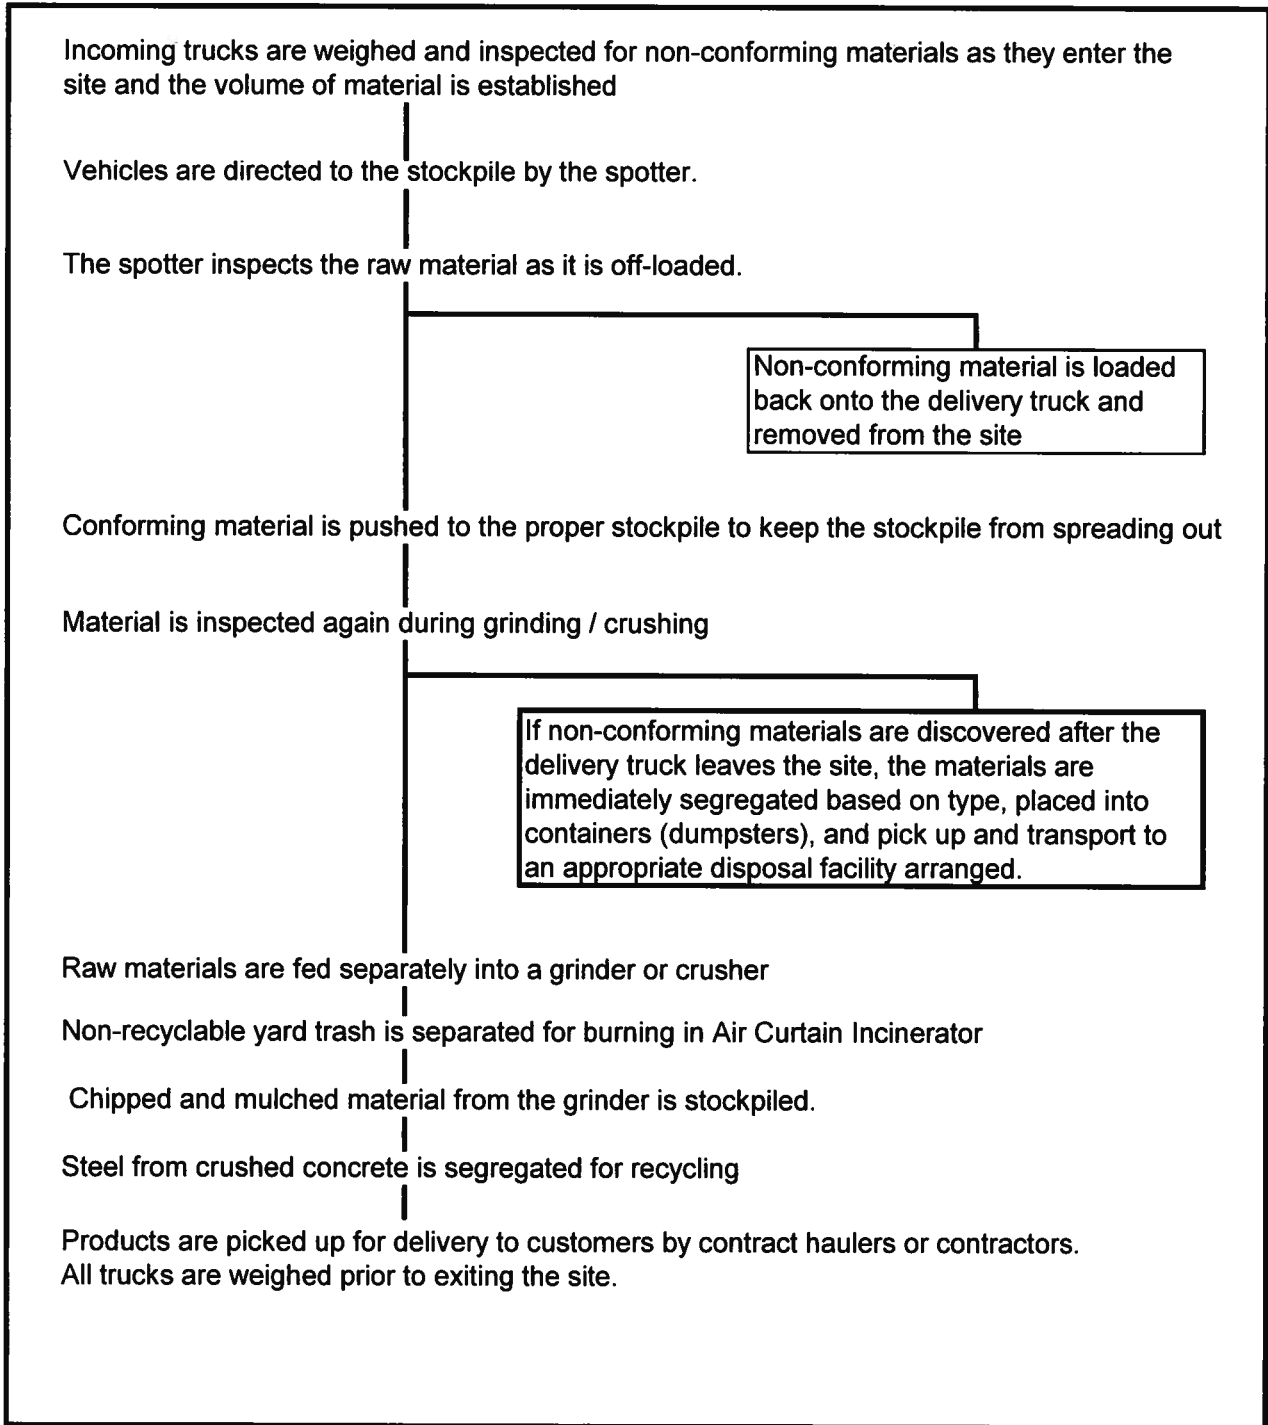 Incoming trucks are weighed and inspected for non-conforming materials as they enter the
site and the volume of material is established
Vehicles are directed to the stockpile by the spotter.
The spotter inspects the raw material as it is off-loaded.
Non-conforming material is loaded
back onto the delivery truck and
removed from the site
Conforming material is pushed to the proper stockpile to keep the stockpile from spreading out
Material is inspected again during grinding / crushing
If non-conforming materials are discovered after the
delivery truck leaves the site, the materials are
immediately segregated based on type, placed into
containers (dumpsters), and pick up and transport to
an appropriate disposal facility arranged.
Raw materials are fed separately into a grinder or crusher
Non-recyclable yard trash is separated for burning in Air Curtain Incinerator
Chipped and mulched material from the grinder is stockpiled.
Steel from crushed concrete is segregated for recycling
Products are picked up for delivery to customers by contract haulers or contractors.
All trucks are weighed prior to exiting the site.